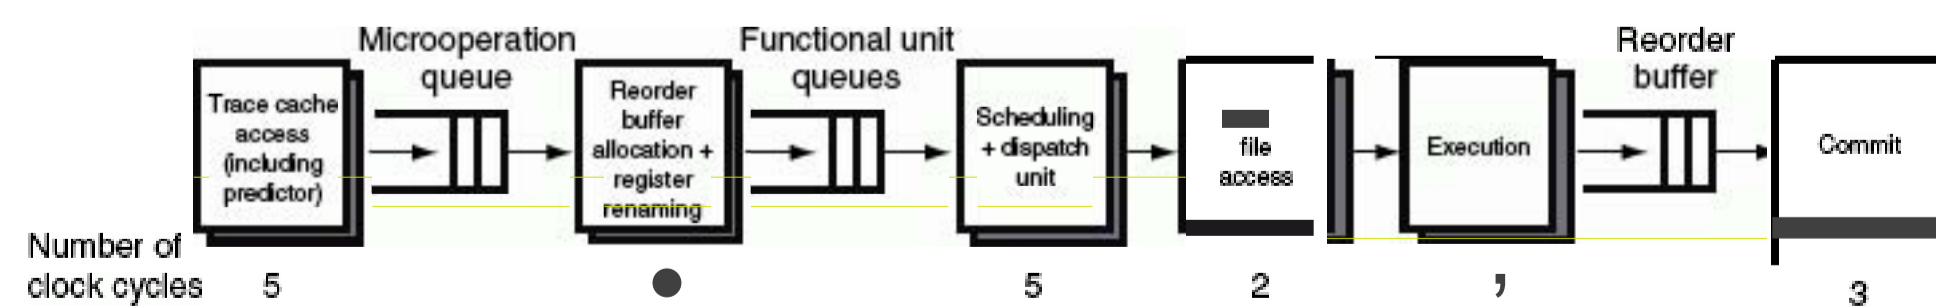 Microoperation
queue
Functional unit
queues
Reorder
buffer
Trace cache
access
(including
predictor)
Reorder
buffer
allocation +
register
renaming
Scheduling
+ dispatch
unit
file
access
Execution
Commit
Number of
clock cycles 5 5 2 3